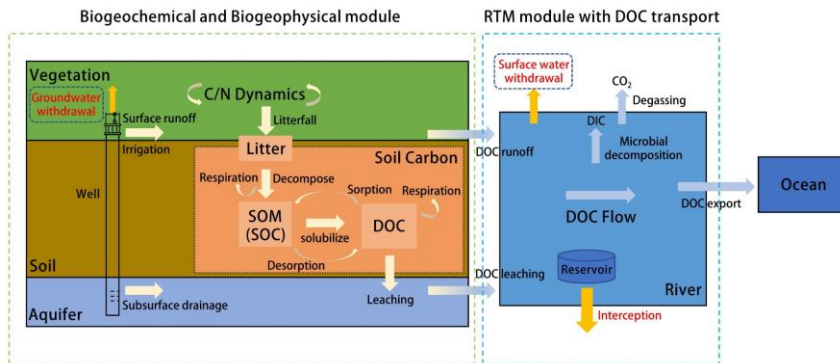 Biogeochemical and Biogeophysical module
RTM module with DOC transport
Vegetation
Groundwater
withdrawal
Surface runoff
Irrigation
C/N Dynamics
Litterfall
Litter
Soil Carbon
Respiration
Decompose
Sorption
Respiration
Well
SOM
(SOC)
solubilize
DOC
Desorption
Soil
Leaching
Aquifer
Subsurface drainage
Surface water
withdrawal
CO2
Degassing
DIC
Microbial
decomposition
DOC runoff
DOC Flow
DOC export
Ocean
DOC leaching
Reservoir
River
Interception